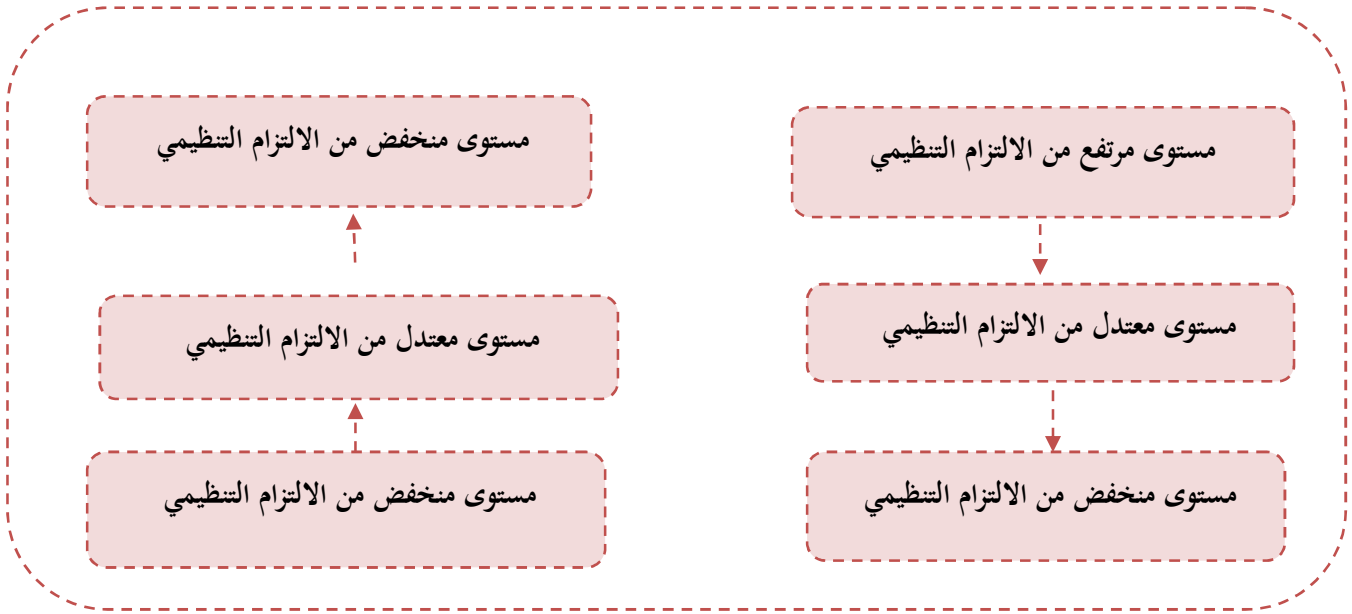 مستوى مرتفع من الالتزام التنظيمي
مستوى منخفض من الالتزام التنظيمي
مستوى معتدل من الالتزام التنظيمي
مستوى معتدل من الالتزام التنظيمي
مستوى منخفض من الالتزام التنظيمي
مستوى منخفض من الالتزام التنظيمي